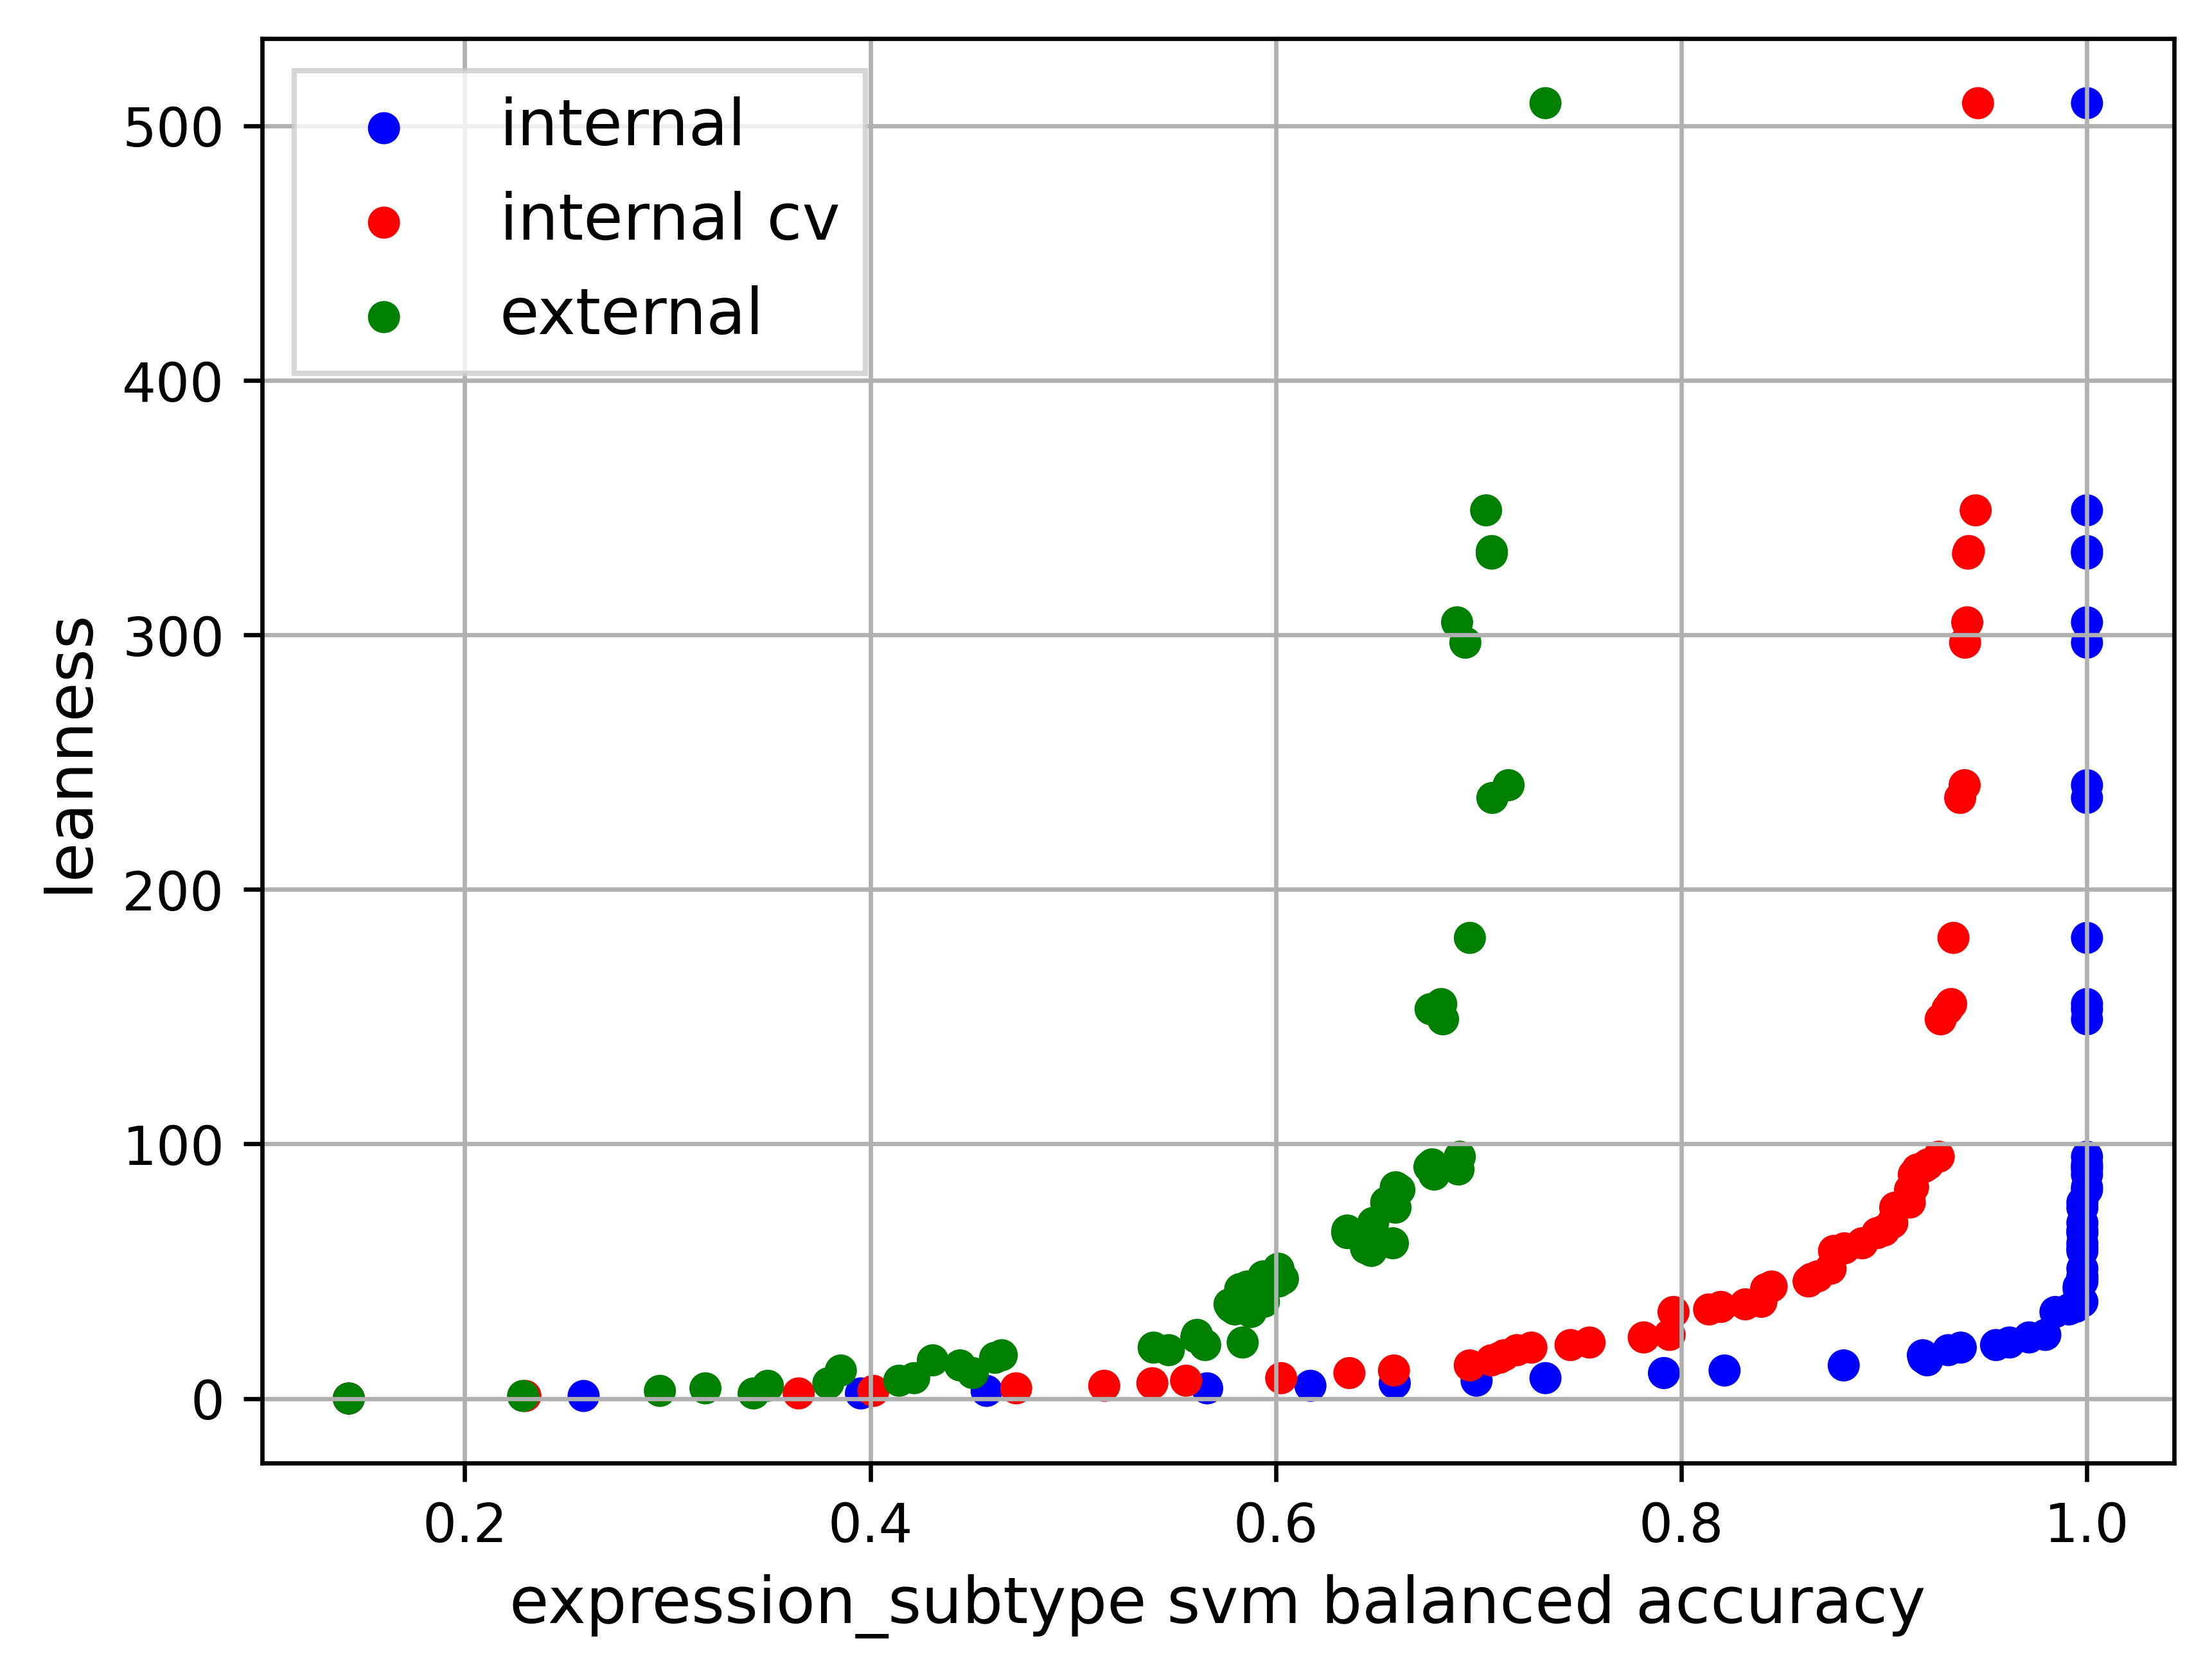 internal
internal cv
external
500
400
300
200
100
0
leanness
0.2 0.4 0.6 0.8 1.0
expression_subtype svm balanced accuracy